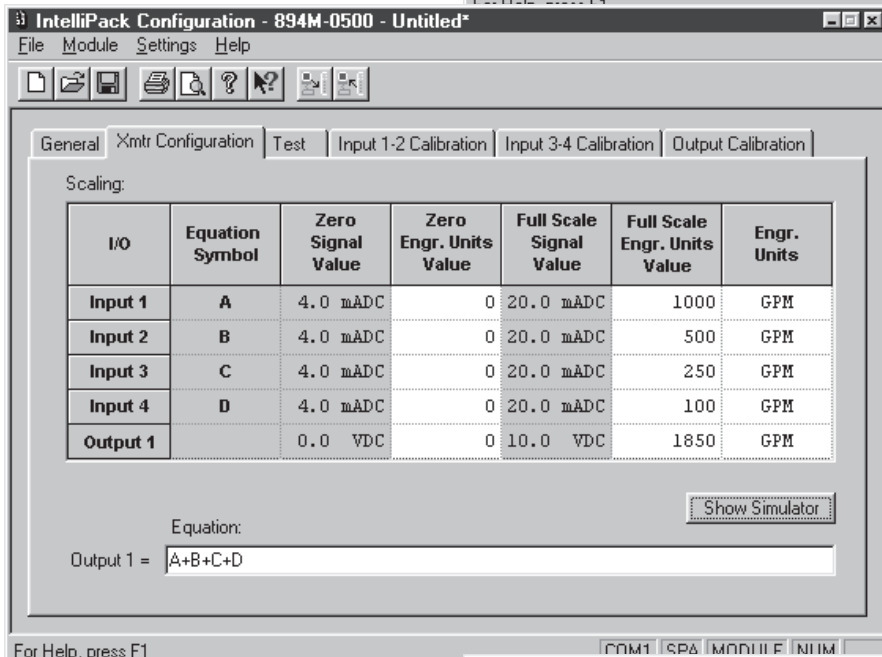 For Help, press F1
IntelliPack Configuration - 894M-0500 - Untitled*
File Module Settings Help
General Xmtr Configuration Test Input 1-2 Calibration Input 3-4 Calibration Output Calibration
Scaling:
I/O Equation Symbol Zero Signal Value Zero Engr. Units Value Full Scale Signal Value Full Scale Engr. Units Value Engr. Units
Input 1 A 4.0 mADC 0 20.0 mADC 1000 GPM
Input 2 B 4.0 mADC 0 20.0 mADC 500 GPM
Input 3 C 4.0 mADC 0 20.0 mADC 250 GPM
Input 4 D 4.0 mADC 0 20.0 mADC 100 GPM
Output 1 0.0 VDC 0 10.0 VDC 1850 GPM
Show Simulator
Equation:
Output 1 = A+B+C+D
For Help, press F1 COM1 SPA MODULE NUM